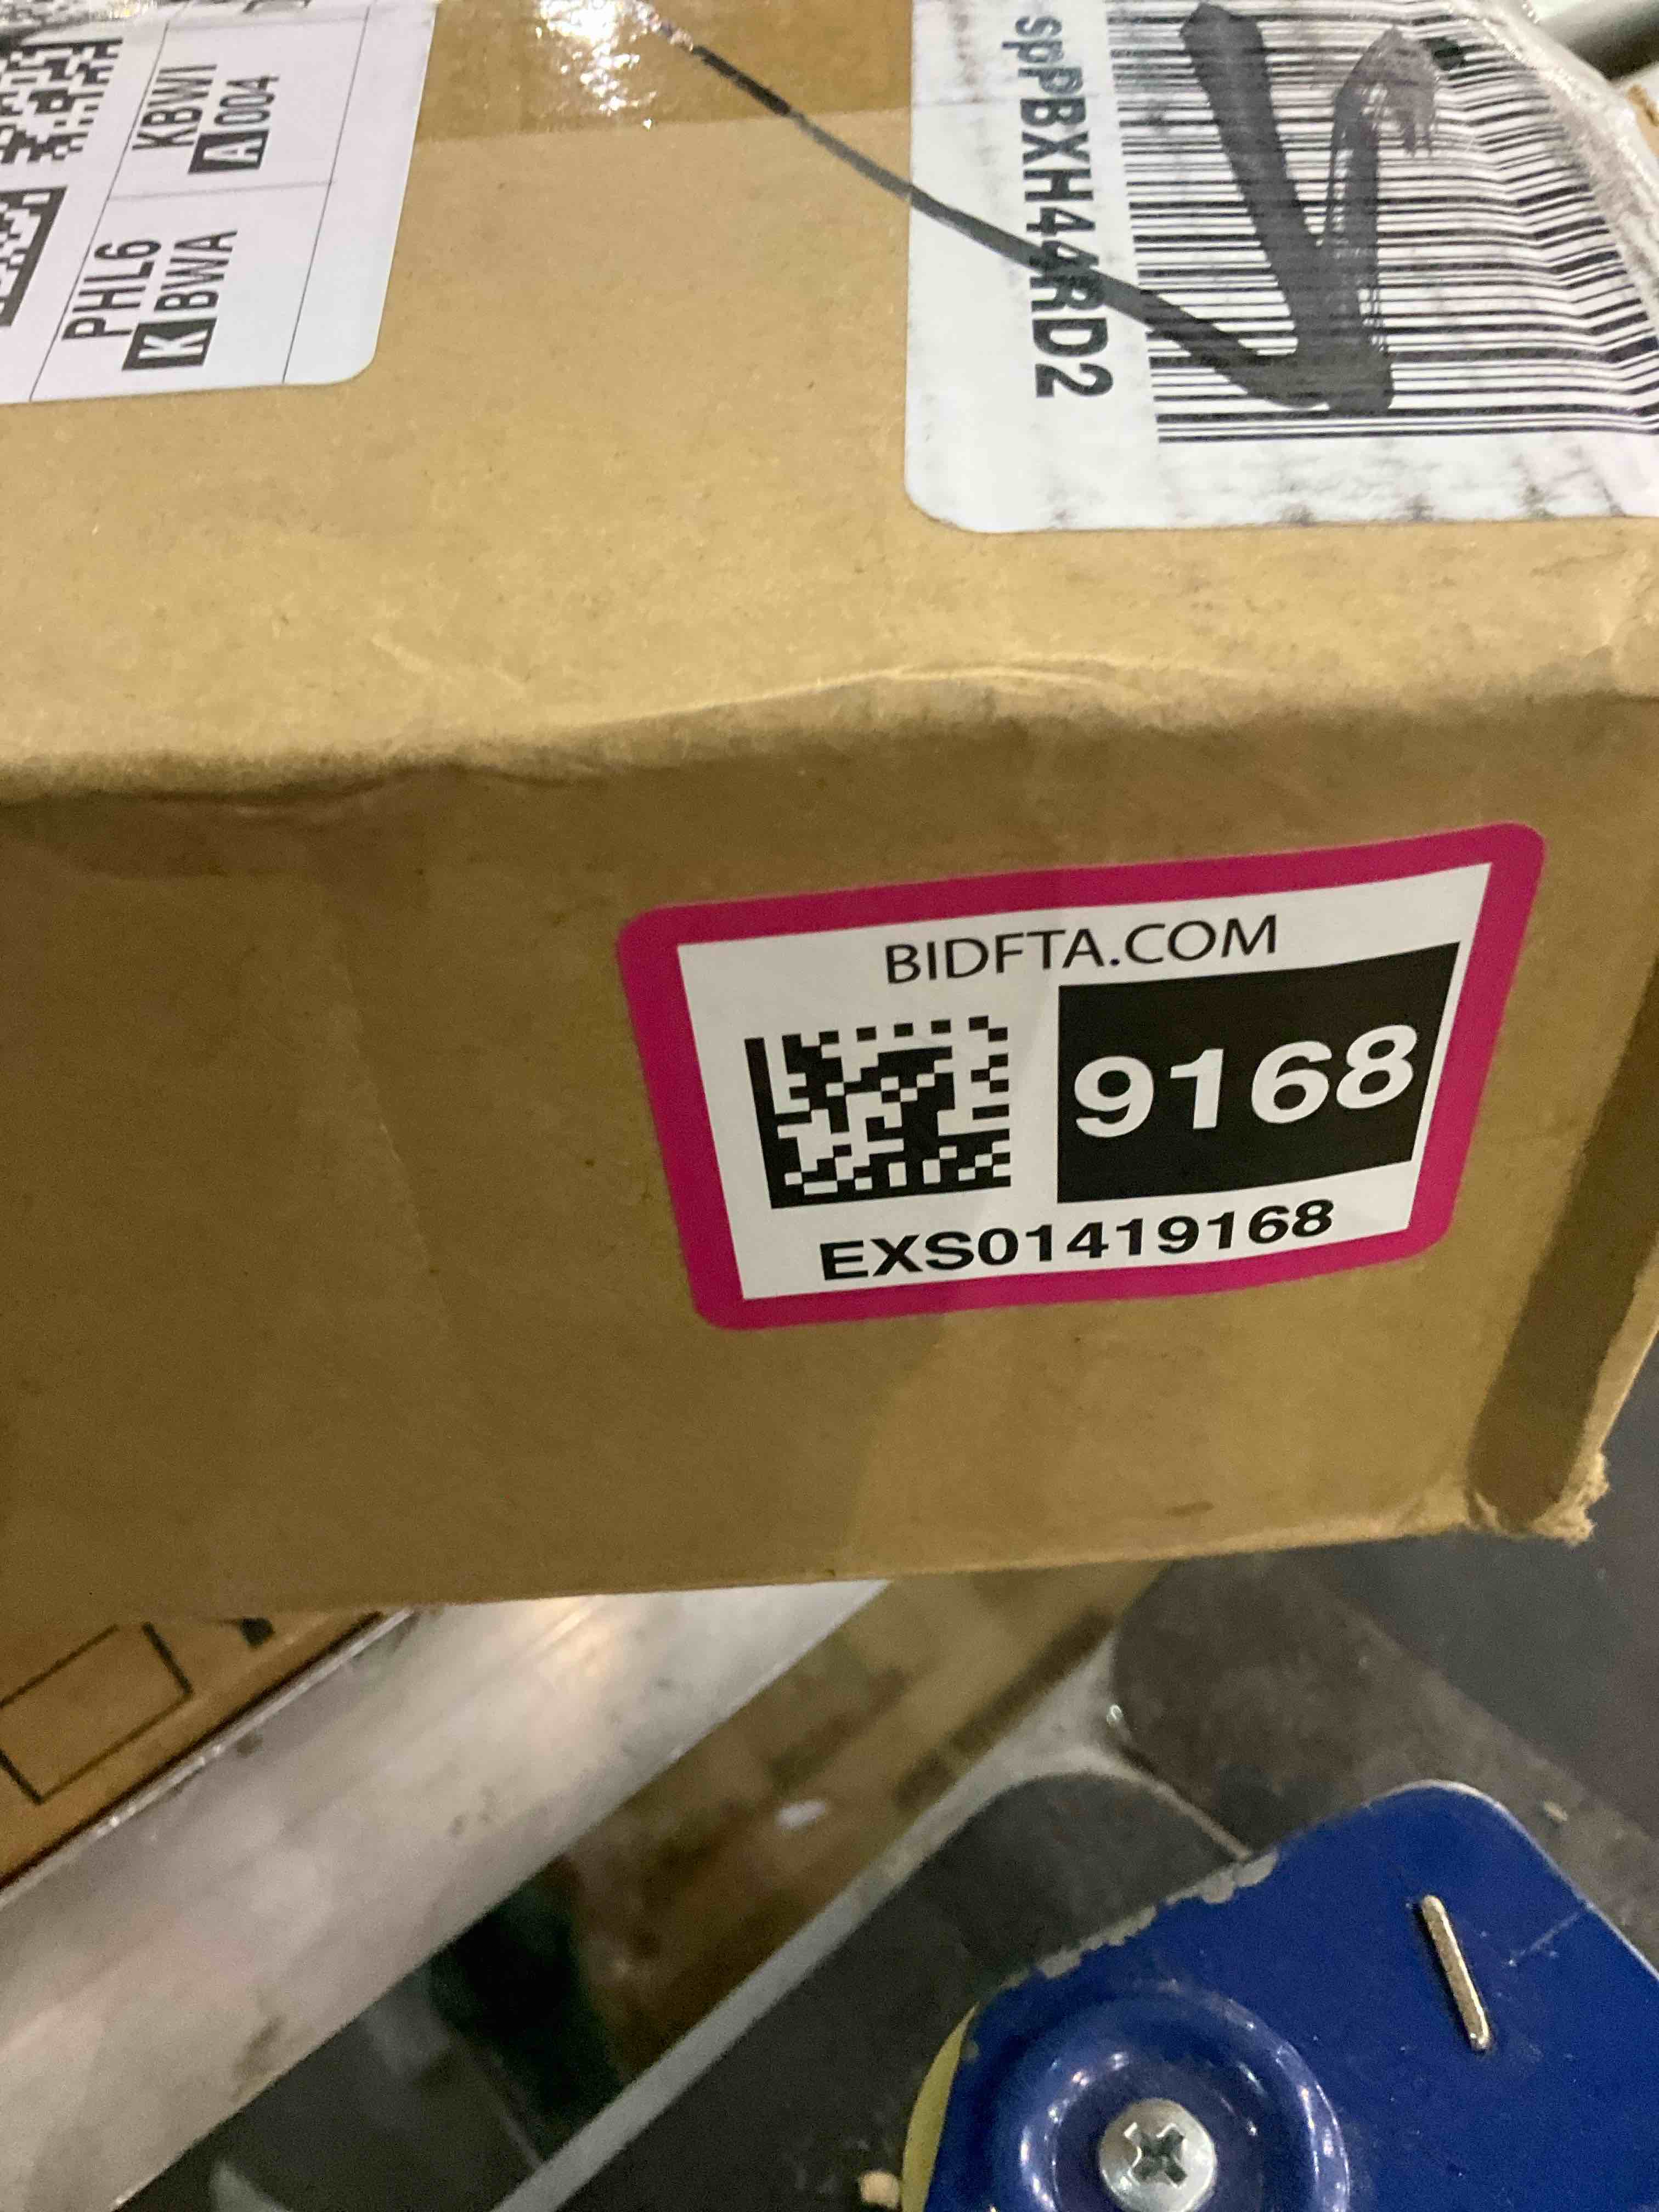 KBWI
A 004
PHL6
K BWA
spPBXH44RD2
BIDFTA.COM
9168
EXS01419168